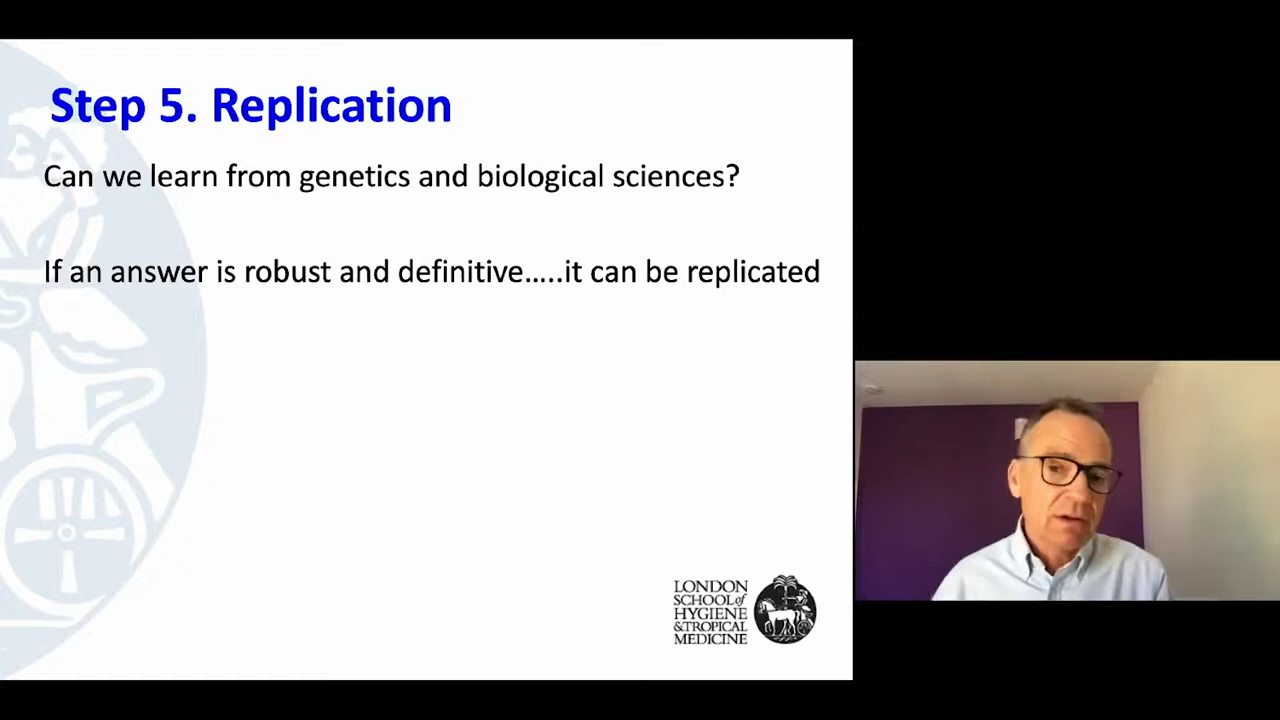 Step 5. Replication
Can we learn from genetics and biological sciences?
If an answer is robust and definitive.....it can be replicated
LONDON
SCHOOL of
HYGIENE
& TROPICAL
MEDICINE